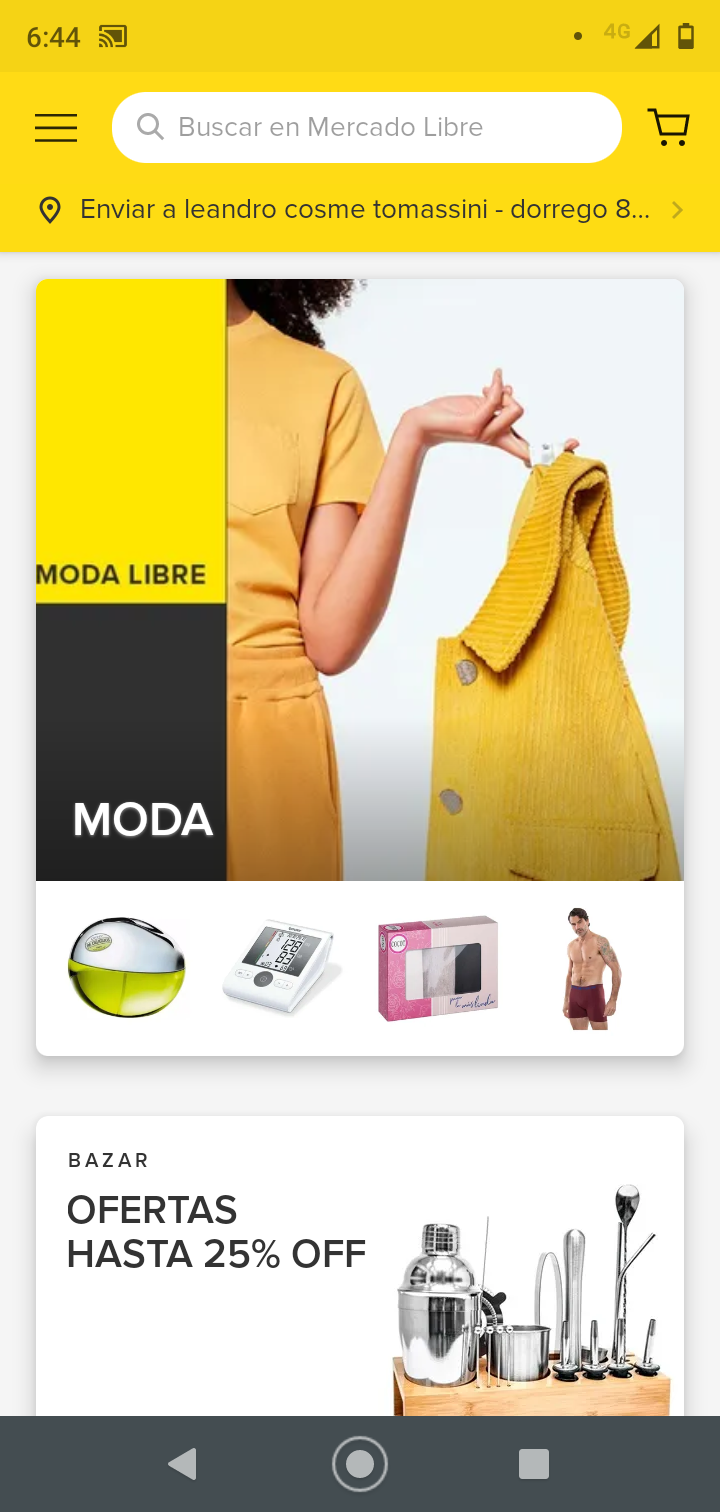 6:44
4G
Buscar en Mercado Libre
Enviar a leandro cosme tomassini - dorrego 8...
MODA LIBRE
MODA
COCOT
BAZAR
OFERTAS
HASTA 25% OFF